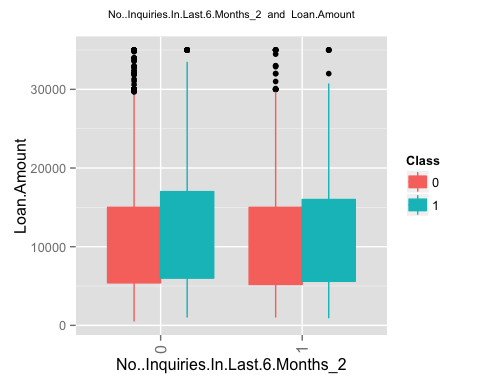 No..Inquiries.In.Last.6.Months_2 and Loan.Amount
30000
20000
10000
0
Loan.Amount
0
1
No..Inquiries.In.Last.6.Months_2
Class
0
1